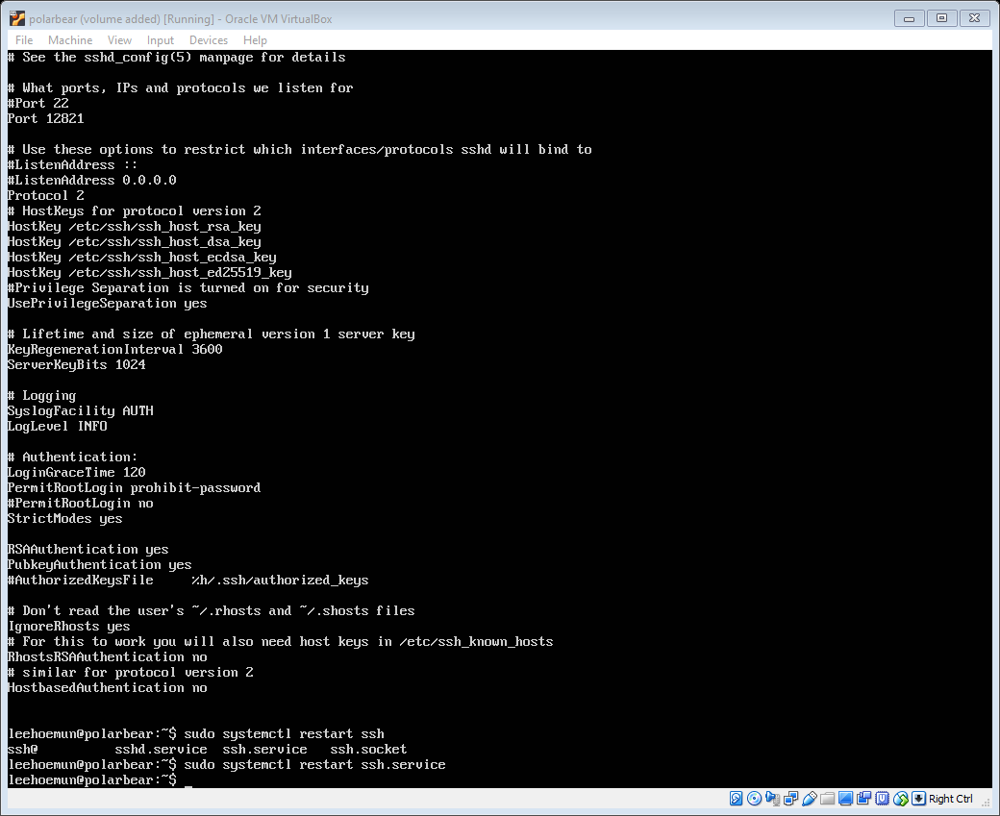 polarbear (volume added) [Running] - Oracle VM VirtualBox
File Machine View Input Devices Help
# See the sshd_config(5) manpage for details
# What ports, IPs and protocols we listen for
#Port 22
Port 12821
# Use these options to restrict which interfaces/protocols sshd will bind to
#ListenAddress ::
#ListenAddress 0.0.0.0
Protocol 2
# HostKeys for protocol version 2
HostKey /etc/ssh/ssh_host_rsa_key
HostKey /etc/ssh/ssh_host_dsa_key
HostKey /etc/ssh/ssh_host_ecdsa_key
HostKey /etc/ssh/ssh_host_ed25519_key
#Privilege Separation is turned on for security
UsePrivilegeSeparation yes
# Lifetime and size of ephemeral version 1 server key
KeyRegenerationInterval 3600
ServerKeyBits 1024
# Logging
SyslogFacility AUTH
LogLevel INFO
# Authentication:
LoginGraceTime 120
PermitRootLogin prohibit-password
#PermitRootLogin no
StrictModes yes
RSAAuthentication yes
PubkeyAuthentication yes
#AuthorizedKeysFile     %h/.ssh/authorized_keys
# Don't read the user's ~/.rhosts and ~/.shosts files
IgnoreRhosts yes
# For this to work you will also need host keys in /etc/ssh_known_hosts
RhostsRSAAuthentication no
# similar for protocol version 2
HostbasedAuthentication no
leehoemun@polarbear:~$ sudo systemctl restart ssh
ssh@          sshd.service  ssh.service   ssh.socket
leehoemun@polarbear:~$ sudo systemctl restart ssh.service
leehoemun@polarbear:~$ _
Right Ctrl